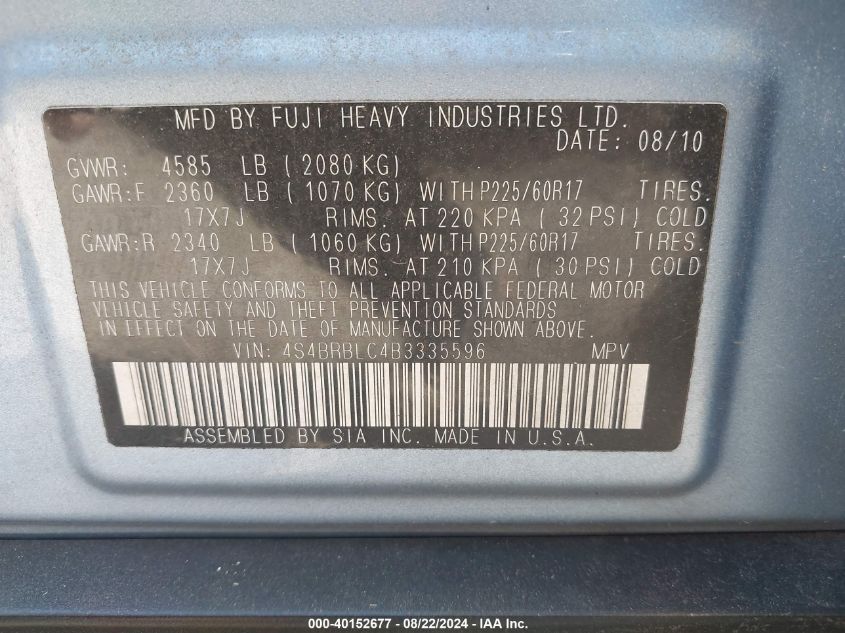 MFD BY FUJI HEAVY INDUSTRIES LTD.
DATE: 08/10
GVWR: 4585 LB ( 2080 KG)
GAWR:F 2360 LB ( 1070 KG) WITH P225/60R17 TIRES.
17X7J RIMS. AT 220 KPA ( 32 PSI) COLD
GAWR:R 2340 LB ( 1060 KG) WITH P225/60R17 TIRES.
17X7J RIMS. AT 210 KPA ( 30 PSI) COLD
THIS VEHICLE CONFORMS TO ALL APPLICABLE FEDERAL MOTOR
VEHICLE SAFETY AND THEFT PREVENTION STANDARDS
IN EFFECT ON THE DATE OF MANUFACTURE SHOWN ABOVE.
VIN: 4S4BRBLC4B3335596 MPV
ASSEMBLED BY SIA INC. MADE IN U.S.A.
000-40152677 - 08/22/2024 - IAA Inc.